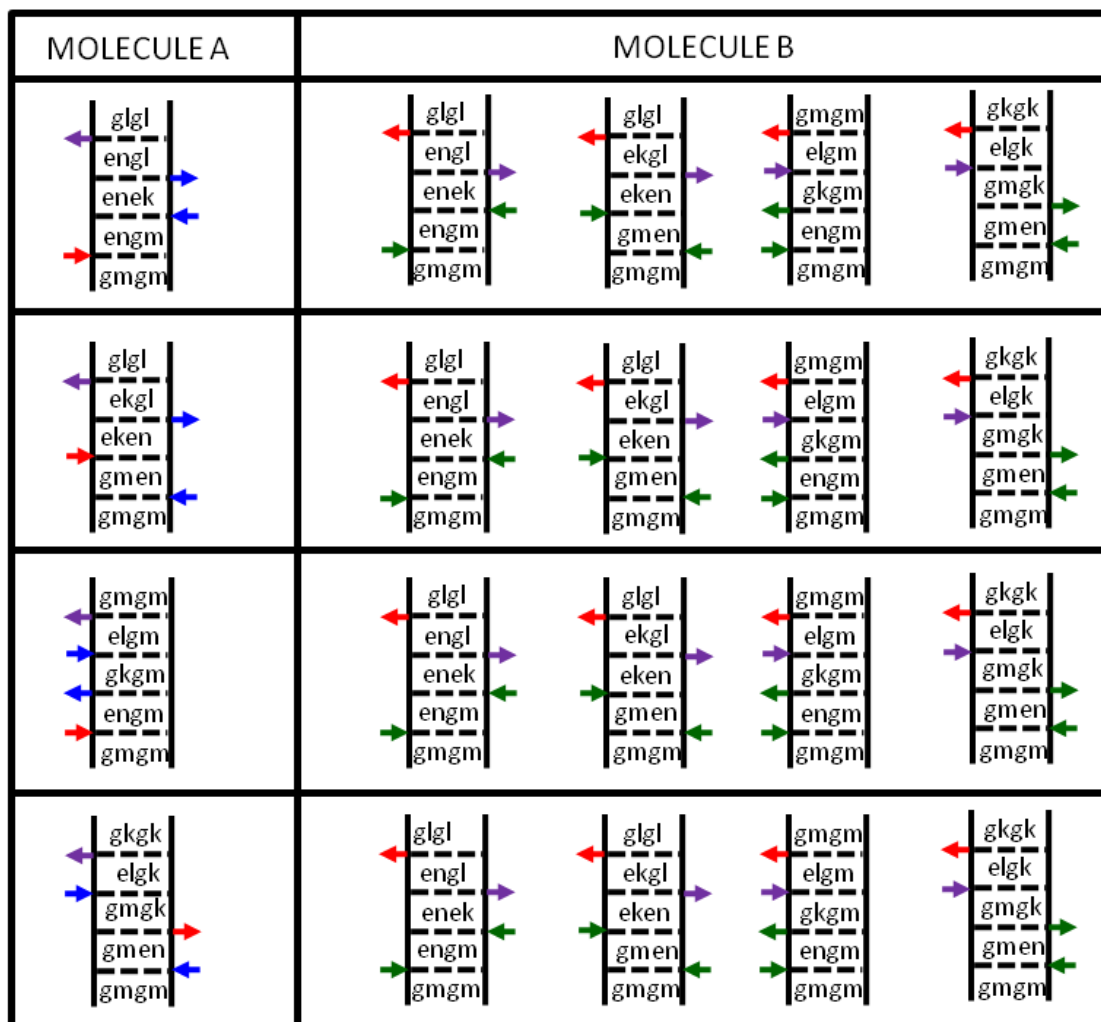 MOLECULE A MOLECULE B
glgl glgl glgl gmgm gkgk
engl engl ekgl elgm elgk
enek enek eken gkgm gmgk
engm engm gmen engm gmen
gmgm gmgm gmgm gmgm gmgm
glgl glgl glgl gmgm gkgk
ekgl engl ekgl elgm elgk
eken enek eken gkgm gmgk
gmen engm gmen engm gmen
gmgm gmgm gmgm gmgm gmgm
gmgm glgl glgl gmgm gkgk
elgm engl ekgl elgm elgk
gkgm enek eken gkgm gmgk
engm engm gmen engm gmen
gmgm gmgm gmgm gmgm gmgm
gkgk glgl glgl gmgm gkgk
elgk engl ekgl elgm elgk
gmgk enek eken gkgm gmgk
gmen engm gmen engm gmen
gmgm gmgm gmgm gmgm gmgm